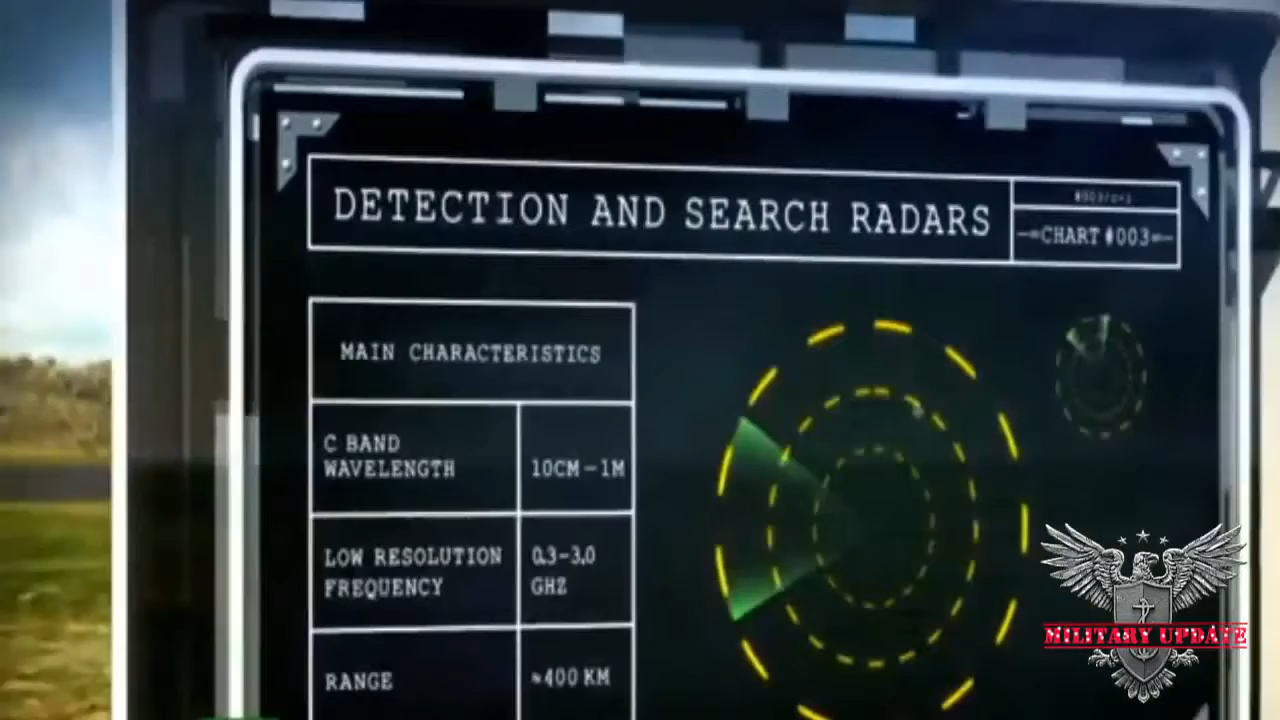 DETECTION AND SEARCH RADARS
CHART #003
MAIN CHARACTERISTICS
C BAND
WAVELENGTH
10CM-1M
LOW RESOLUTION
FREQUENCY
0.3-3.0
GHZ
RANGE
≈400 KM
MILITARY UPDATE